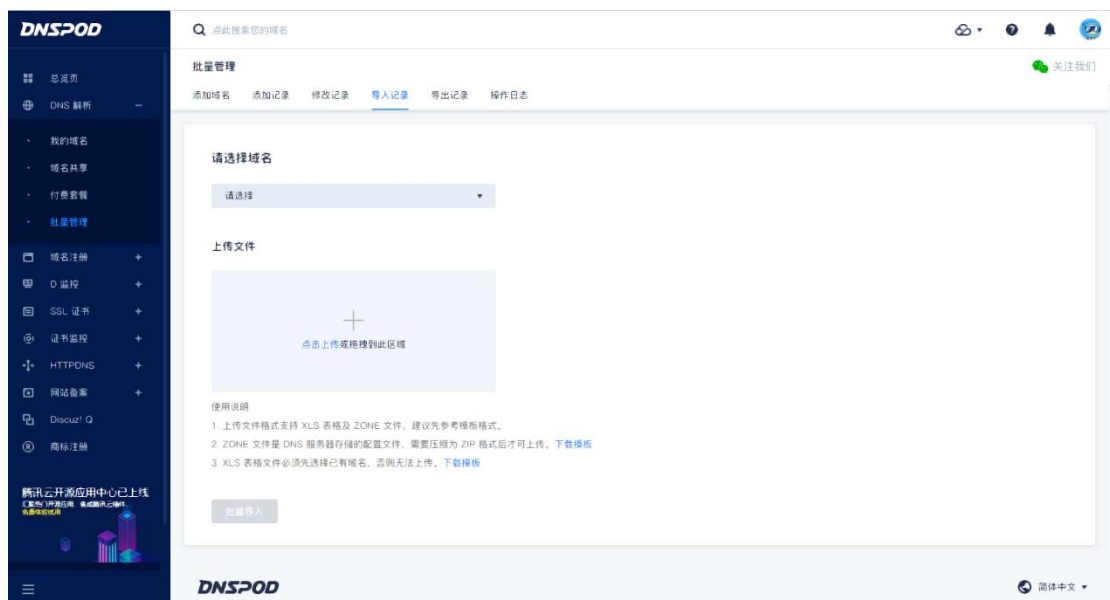 DNSPOD
点此搜索您的域名
批量管理
关注我们
添加域名 添加记录 修改记录 导入记录 导出记录 操作日志
总览页
DNS 解析
我的域名
域名共享
付费套餐
批量管理
域名注册
D 监控
SSL 证书
证书监控
HTTPDNS
网站备案
Discuz! Q
商标注册
腾讯云开源应用中心已上线
免费体验试用
请选择域名
请选择
上传文件
点击上传或拖拽到此区域
使用说明
1. 上传文件格式支持 XLS 表格及 ZONE 文件，建议先参考模板格式。
2. ZONE 文件是 DNS 服务器存储的配置文件，需要压缩为 ZIP 格式后才可上传。下载模板
3. XLS 表格文件必须先选择已有域名，否则无法上传。下载模板
批量导入
DNSPOD
简体中文